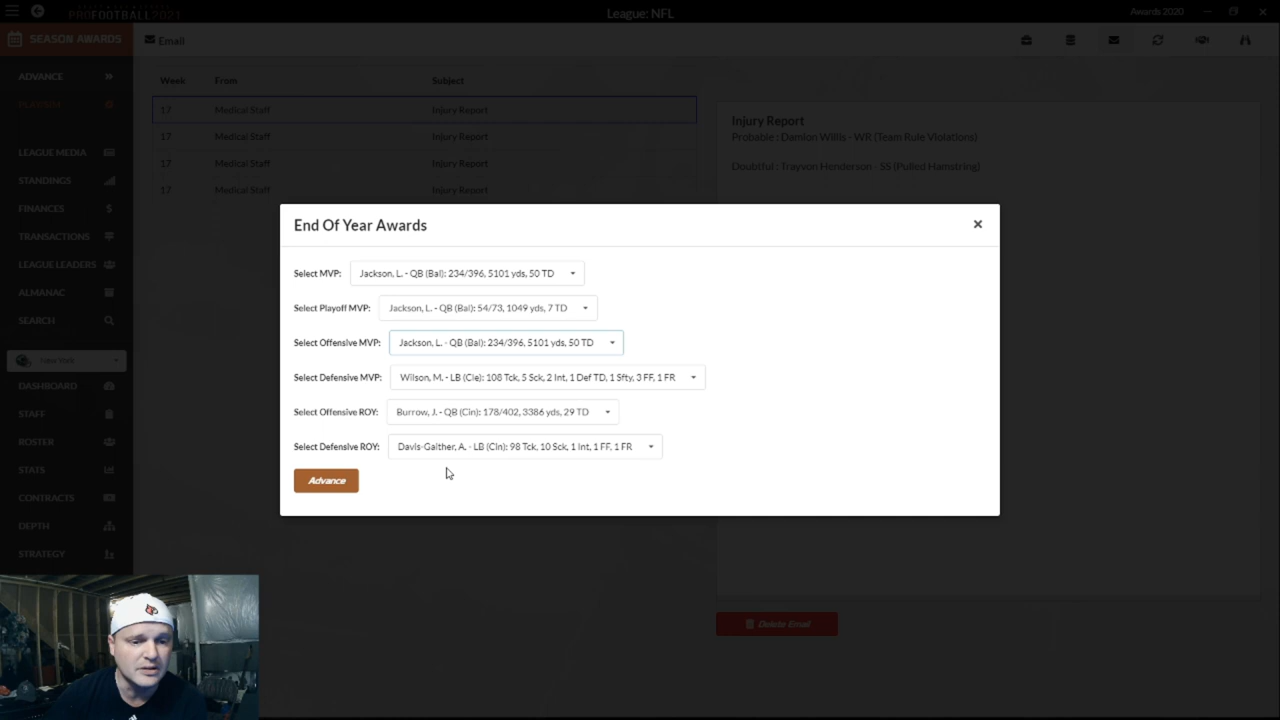 PROFOOTBALL2021
League: NFL
Awards 2020
SEASON AWARDS
Email
ADVANCE
Week From Subject
17 Medical Staff Injury Report
17 Medical Staff Injury Report
17 Medical Staff Injury Report
17 Medical Staff Injury Report
Injury Report
Probable : Damion Willis - WR (Team Rule Violations)
Doubtful : Trayvon Henderson - SS (Pulled Hamstring)
LEAGUE MEDIA
STANDINGS
FINANCES
TRANSACTIONS
LEAGUE LEADERS
ALMANAC
SEARCH
DASHBOARD
STAFF
ROSTER
STATS
CONTRACTS
DEPTH
STRATEGY
End Of Year Awards
Select MVP: Jackson, L. - QB (Bal): 234/396, 5101 yds, 50 TD
Select Playoff MVP: Jackson, L. - QB (Bal): 54/73, 1049 yds, 7 TD
Select Offensive MVP: Jackson, L. - QB (Bal): 234/396, 5101 yds, 50 TD
Select Defensive MVP: Wilson, M. - LB (Cle): 108 Tck, 5 Sck, 2 Int, 1 Def TD, 1 Sfty, 3 FF, 1 FR
Select Offensive ROY: Burrow, J. - QB (Cin): 178/402, 3386 yds, 29 TD
Select Defensive ROY: Davis-Gaither, A. - LB (Cin): 98 Tck, 10 Sck, 1 Int, 1 FF, 1 FR
Advance
Delete Email